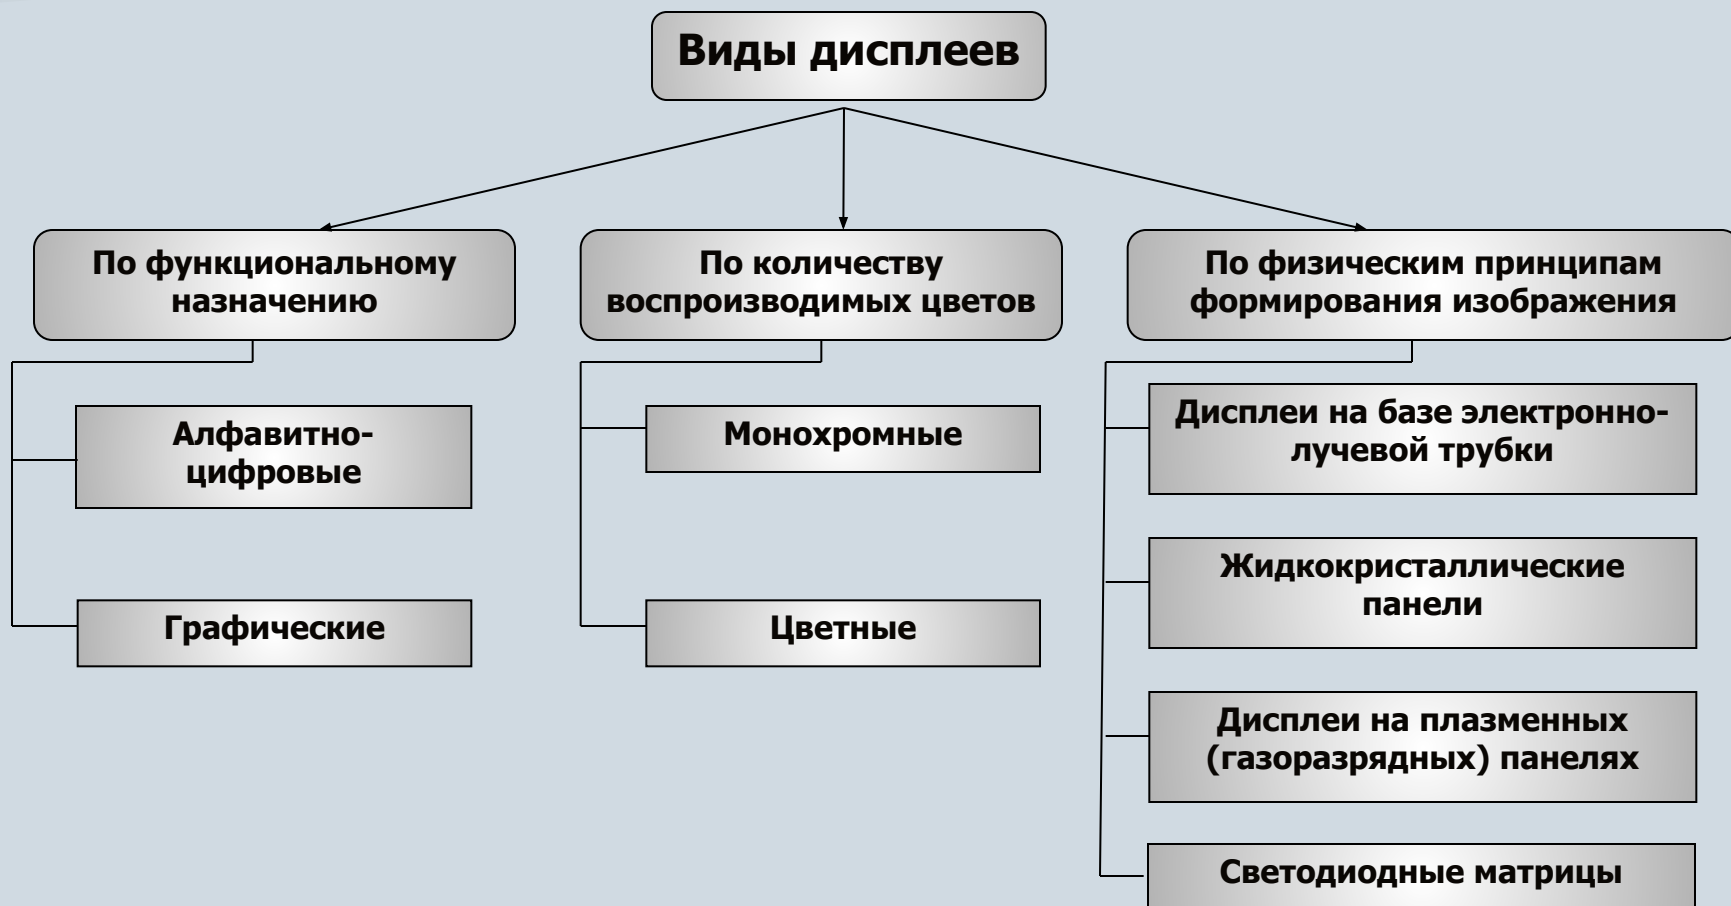 Виды дисплеев
По функциональному
назначению
Алфавитно-
цифровые
Графические
По количеству
воспроизводимых цветов
Монохромные
Цветные
По физическим принципам
формирования изображения
Дисплеи на базе электронно-
лучевой трубки
Жидкокристаллические
панели
Дисплеи на плазменных
(газоразрядных) панелях
Светодиодные матрицы